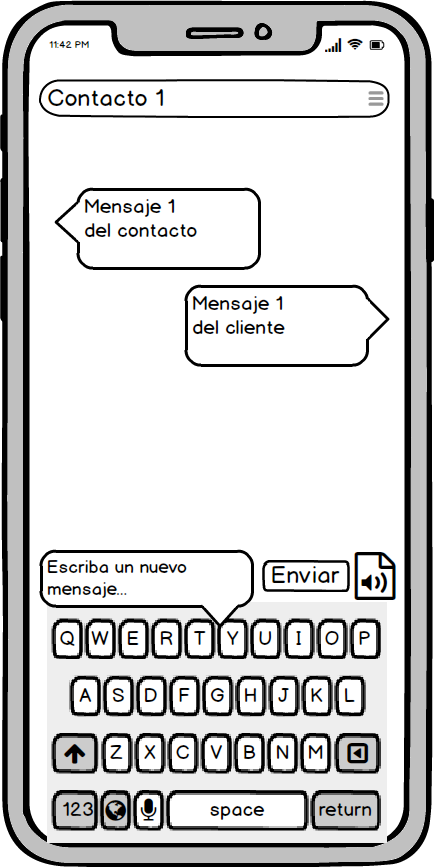 11:42 PM
Contacto 1
Mensaje 1
del contacto
Mensaje 1
del cliente
Escriba un nuevo
mensaje...
Enviar
Q W E R T Y U I O P
A S D F G H J K L
Z X C V B N M
123 space return